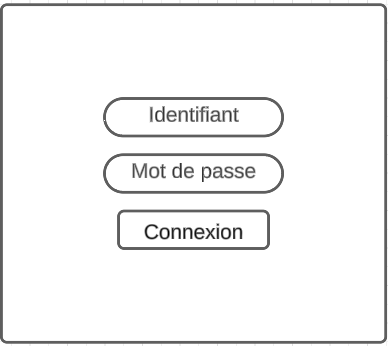 Identifiant
Mot de passe
Connexion